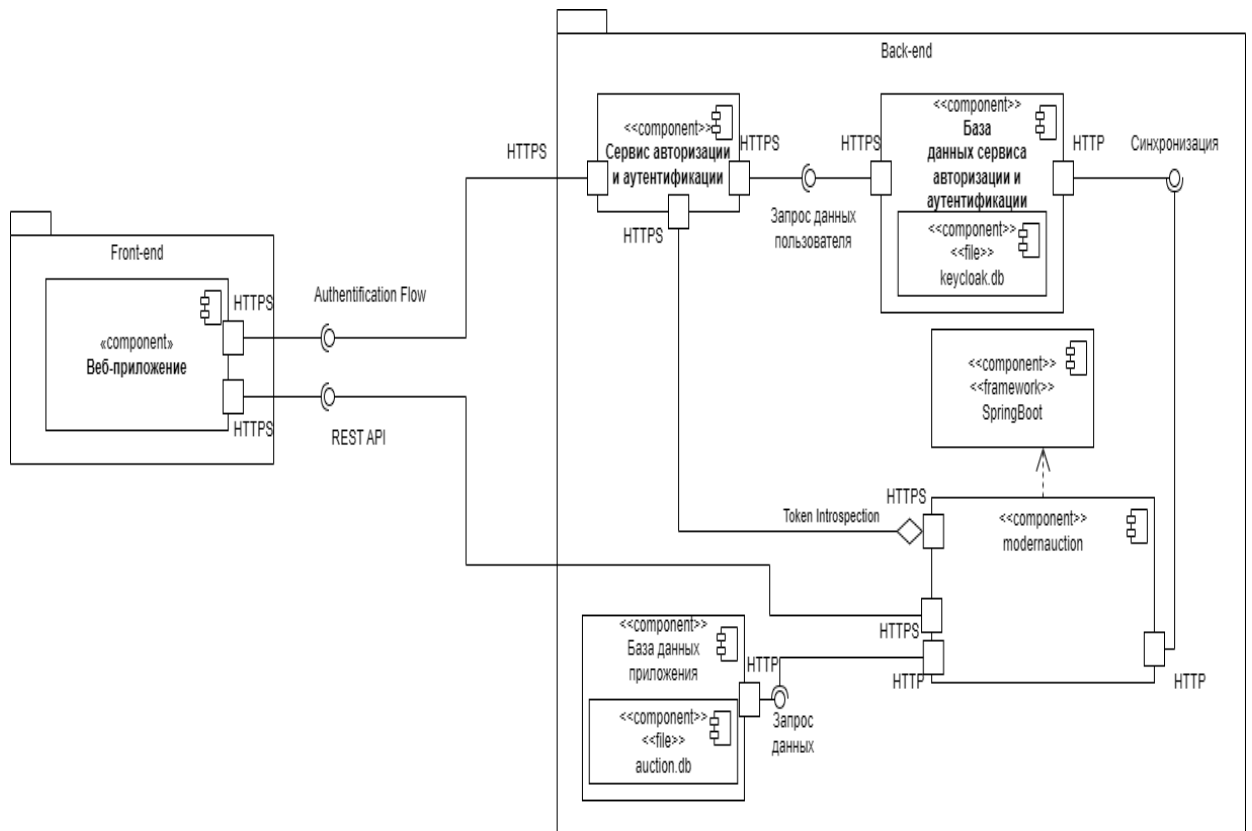 Back-end
<<component>>
Сервис авторизации
и аутентификации
HTTPS
HTTPS
HTTPS
Запрос данных
пользователя
HTTPS
<<component>>
База
данных сервиса
авторизации и
аутентификации
<<component>>
<<file>>
keycloak.db
HTTP
Синхронизация
Front-end
«component»
Веб-приложение
HTTPS
HTTPS
Authentification Flow
REST API
<<component>>
<<framework>>
SpringBoot
HTTPS
Token Introspection
<<component>>
modernauction
HTTPS
HTTP
HTTP
<<component>>
База данных
приложения
HTTP
<<component>>
<<file>>
auction.db
Запрос
данных